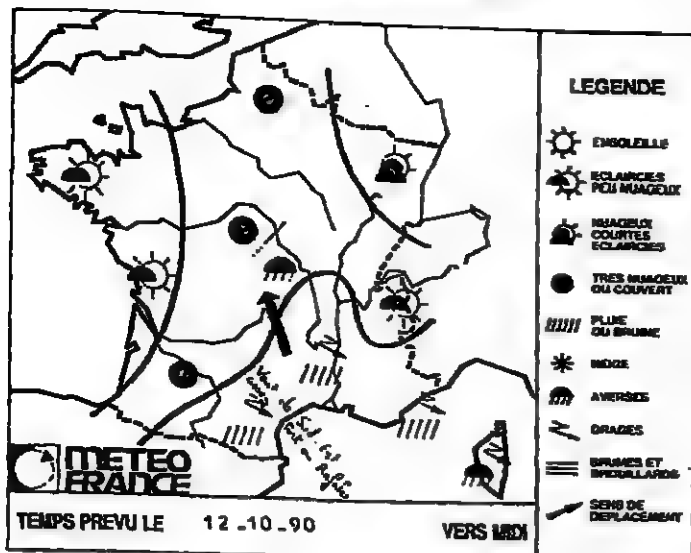 LEGENDE
ENSOLEILLE
ECLAIRCIES
PEU NUAGEUX
NUAGEUX
COURTES
ECLAIRCIES
TRES NUAGEUX
OU COUVERT
PLUIE
OU BRUINE
NEIGE
AVERSES
ORAGES
BRUMES ET
BROUILLARDS
SENS DE
DEPLACEMENT
METEO
FRANCE
TEMPS PREVU LE 12-10-90 VERS MIDI